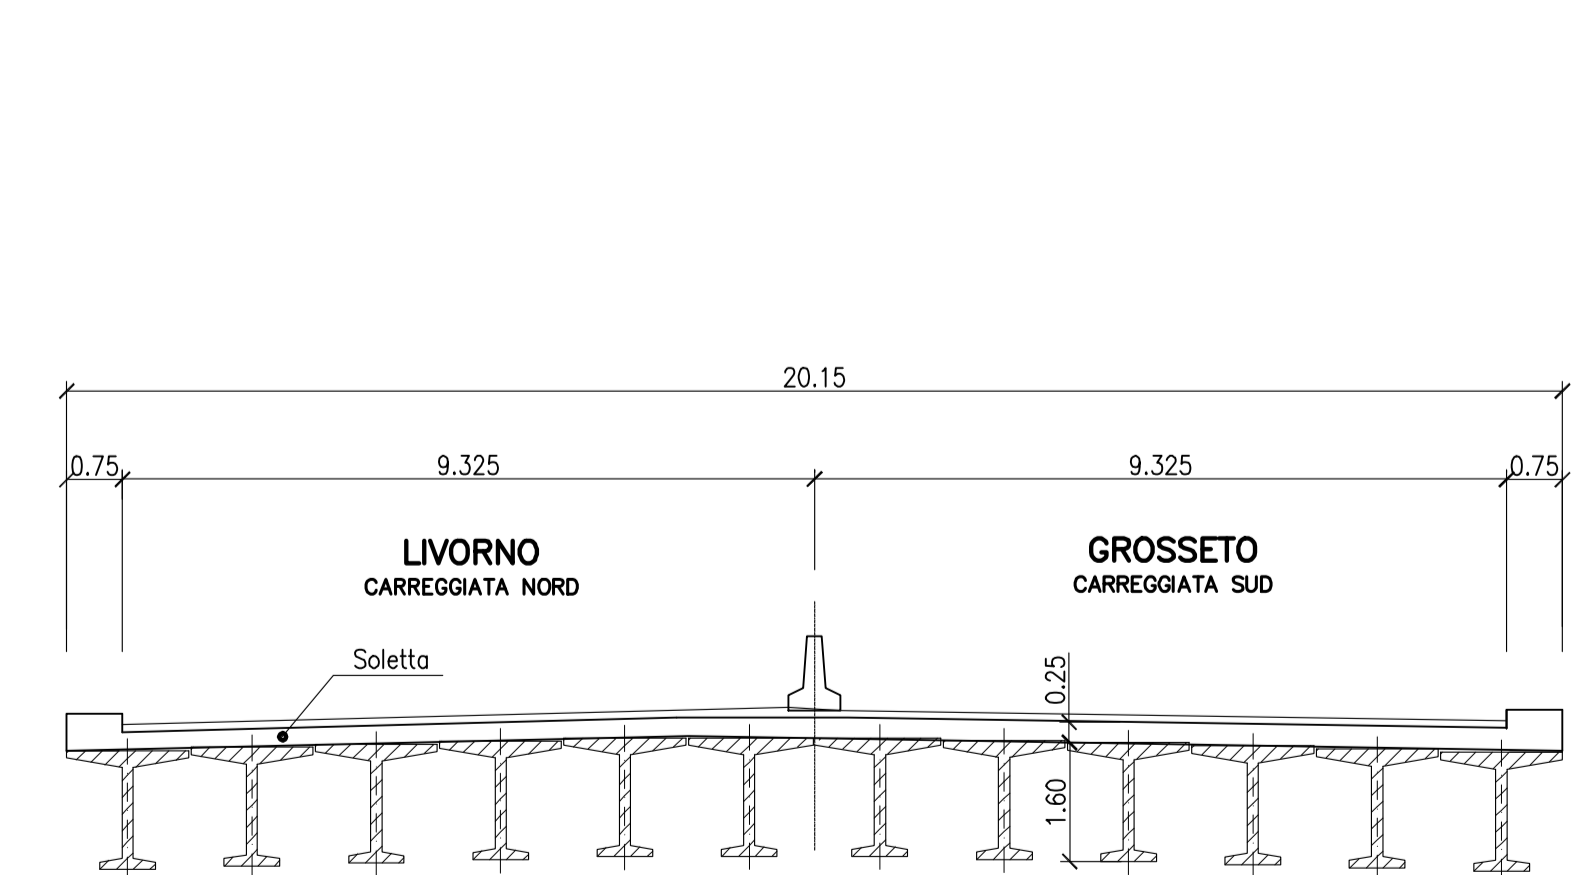 20.15
0.75
9.325
9.325
0.75
LIVORNO
CARREGGIATA NORD
GROSSETO
CARREGGIATA SUD
Soletta
0.25
1.60